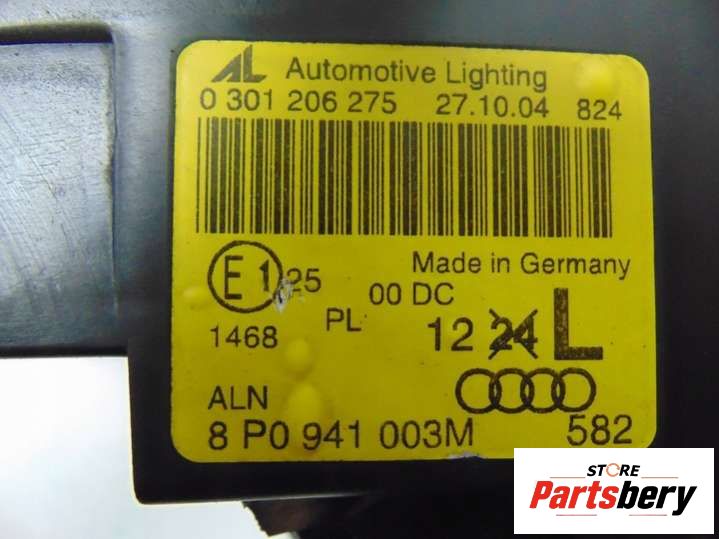 AL Automotive Lighting
0 301 206 275 27.10.04 824
E1 25
Made in Germany
00 DC
1468
PL
12 24 L
ALN
8 P0 941 003M 582
STORE
Partsbery